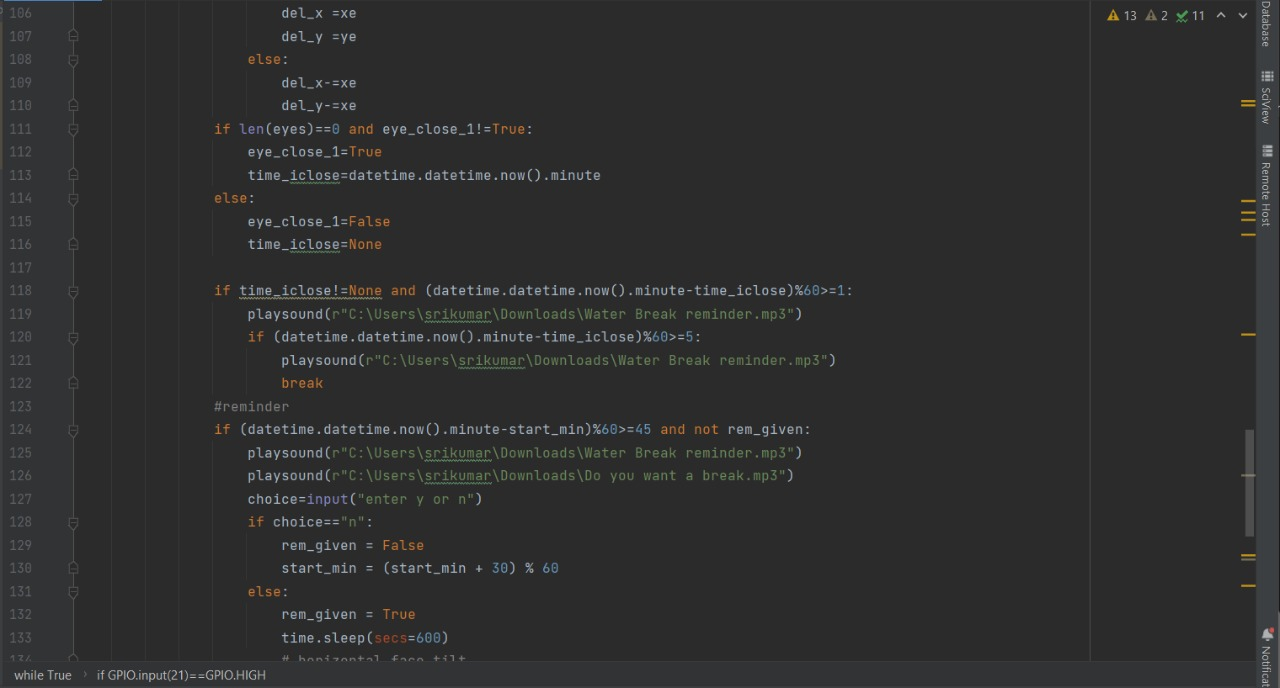 106 del_x =xe
107 del_y =ye
108 else:
109 del_x-=xe
110 del_y-=xe
111 if len(eyes)==0 and eye_close_1!=True:
112 eye_close_1=True
113 time_iclose=datetime.datetime.now().minute
114 else:
115 eye_close_1=False
116 time_iclose=None
117
118 if time_iclose!=None and (datetime.datetime.now().minute-time_iclose)%60>=1:
119 playsound(r"C:\Users\srikumar\Downloads\Water Break reminder.mp3")
120 if (datetime.datetime.now().minute-time_iclose)%60>=5:
121 playsound(r"C:\Users\srikumar\Downloads\Water Break reminder.mp3")
122 break
123 #reminder
124 if (datetime.datetime.now().minute-start_min)%60>=45 and not rem_given:
125 playsound(r"C:\Users\srikumar\Downloads\Water Break reminder.mp3")
126 playsound(r"C:\Users\srikumar\Downloads\Do you want a break.mp3")
127 choice=input("enter y or n")
128 if choice=="n":
129 rem_given = False
130 start_min = (start_min + 30) % 60
131 else:
132 rem_given = True
133 time.sleep(secs=600)
134 # horizontal face tilt
while True › if GPIO.input(21)==GPIO.HIGH
13 2 11
Database
SciView
Remote Host
Notificat